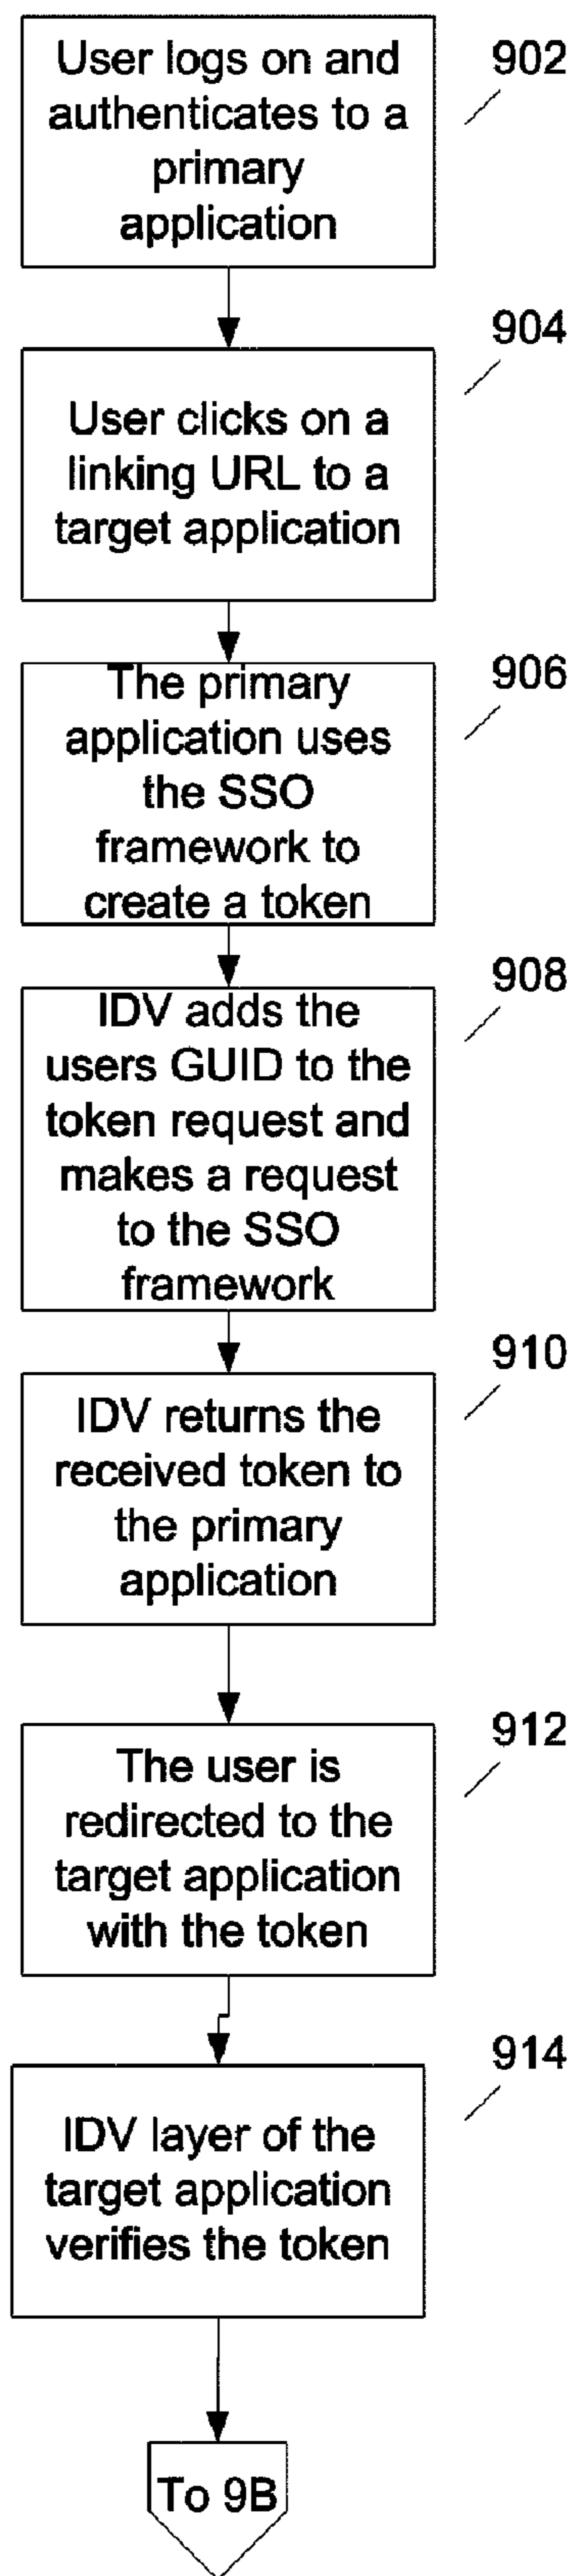 User logs on and
authenticates to a
primary
application
902
User clicks on a
linking URL to a
target application
904
The primary
application uses
the SSO
framework to
create a token
906
IDV adds the
users GUID to the
token request and
makes a request
to the SSO
framework
908
IDV returns the
received token to
the primary
application
910
The user is
redirected to the
target application
with the token
912
IDV layer of the
target application
verifies the token
914
To 9B